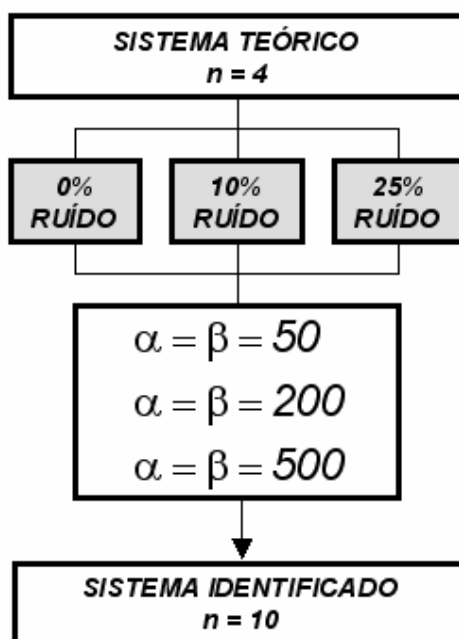 SISTEMA TEÓRICO
n = 4
0% RUÍDO
10% RUÍDO
25% RUÍDO
α = β = 50
α = β = 200
α = β = 500
SISTEMA IDENTIFICADO
n = 10